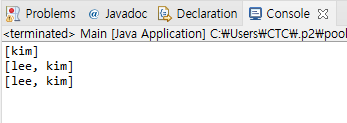 Problems @ Javadoc Declaration Console
<terminated> Main [Java Application] C:₩Users₩CTC₩.p2₩pool
[kim]
[lee, kim]
[lee, kim]